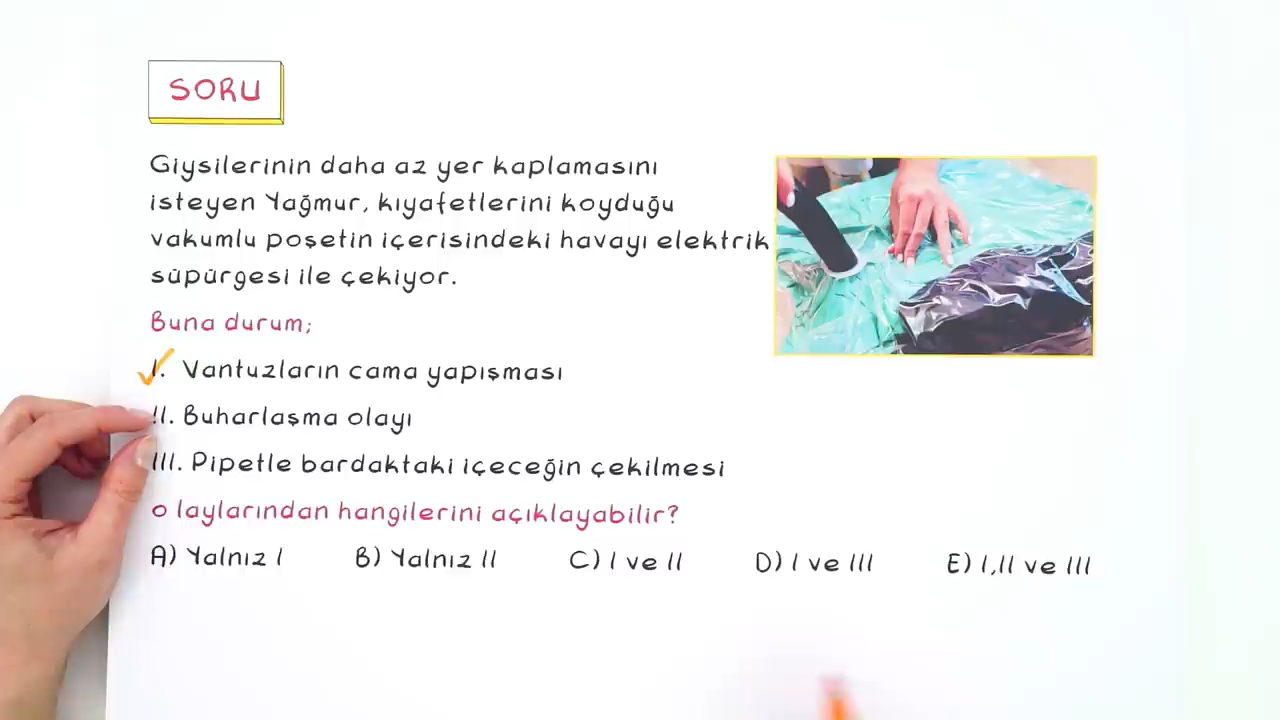 SORU
Giysilerinin daha az yer kaplamasını
isteyen Yağmur, kıyafetlerini koyduğu
vakumlu poşetin içerisindeki havayı elektrik
süpürgesi ile çekiyor.
Buna durum;
I. Vantuzların cama yapışması
II. Buharlaşma olayı
III. Pipetle bardaktaki içeceğin çekilmesi
o laylarından hangilerini açıklayabilir?
A) Yalnız I B) Yalnız II C) I ve II D) I ve III E) I,II ve III